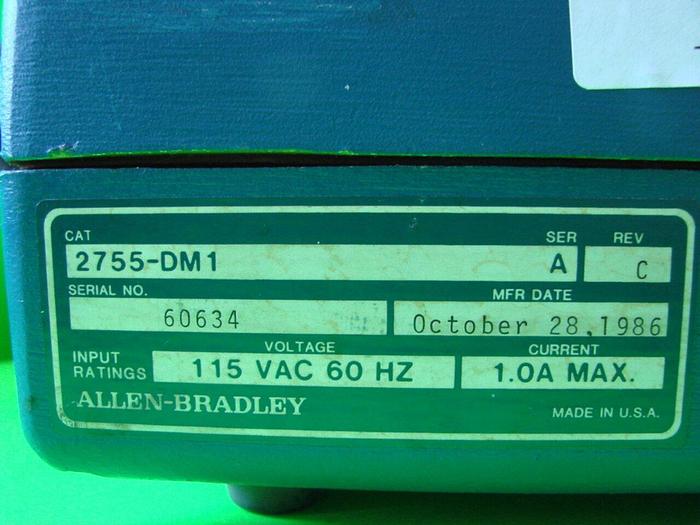 CAT SER REV
2755-DM1 A C
SERIAL NO. MFR DATE
60634 October 28,1986
VOLTAGE CURRENT
INPUT RATINGS 115 VAC 60 HZ 1.0A MAX.
ALLEN-BRADLEY MADE IN U.S.A.